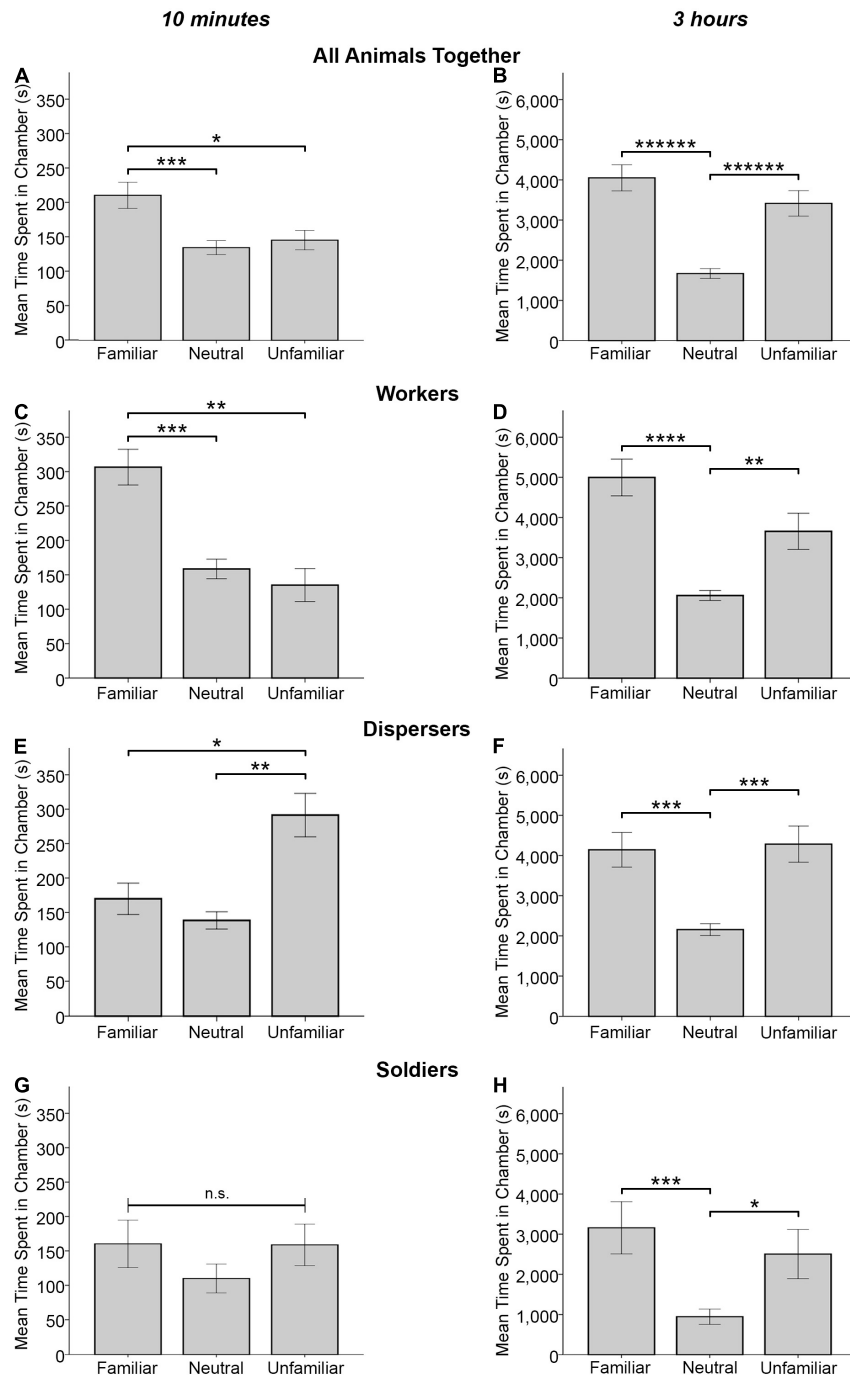 10 minutes
3 hours
All Animals Together
A
Mean Time Spent in Chamber (s)
350
300
250
200
150
100
50
0
*
***
Familiar Neutral Unfamiliar
B
Mean Time Spent in Chamber (s)
6,000
5,000
4,000
3,000
2,000
1,000
0
******
******
Familiar Neutral Unfamiliar
Workers
C
Mean Time Spent in Chamber (s)
350
300
250
200
150
100
50
0
**
***
Familiar Neutral Unfamiliar
D
Mean Time Spent in Chamber (s)
6,000
5,000
4,000
3,000
2,000
1,000
0
****
**
Familiar Neutral Unfamiliar
Dispersers
E
Mean Time Spent in Chamber (s)
350
300
250
200
150
100
50
0
*
**
Familiar Neutral Unfamiliar
F
Mean Time Spent in Chamber (s)
6,000
5,000
4,000
3,000
2,000
1,000
0
***
***
Familiar Neutral Unfamiliar
Soldiers
G
Mean Time Spent in Chamber (s)
350
300
250
200
150
100
50
0
n.s.
Familiar Neutral Unfamiliar
H
Mean Time Spent in Chamber (s)
6,000
5,000
4,000
3,000
2,000
1,000
0
***
*
Familiar Neutral Unfamiliar